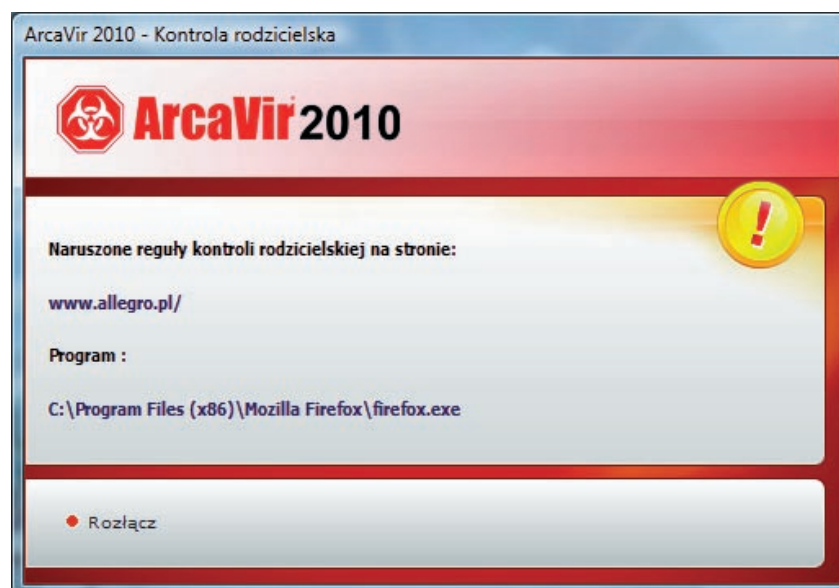 ArcaVir 2010 - Kontrola rodzicielska
ArcaVir 2010
Naruszone reguły kontroli rodzicielskiej na stronie:
www.allegro.pl/
Program :
C:\Program Files (x86)\Mozilla Firefox\firefox.exe
Rozłącz